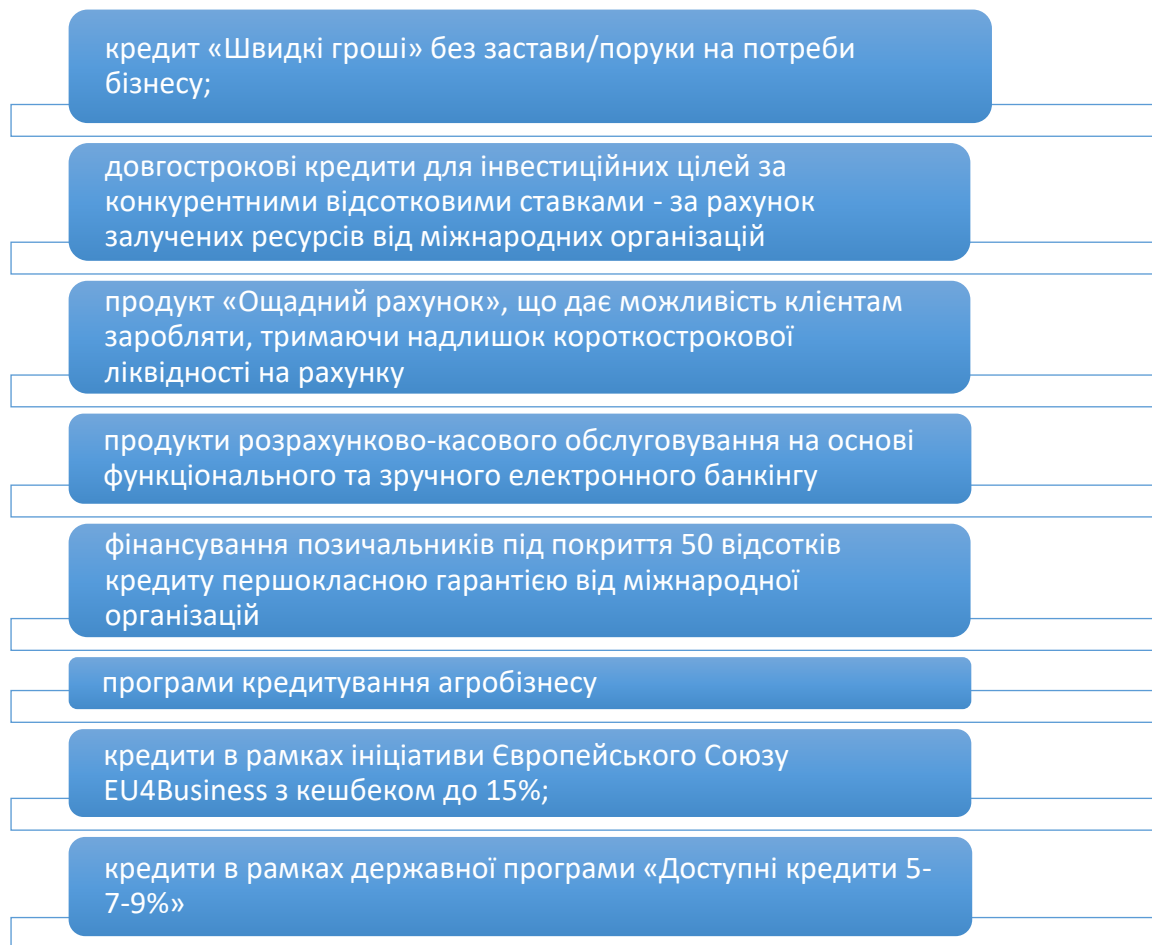 кредит «Швидкі гроші» без застави/поруки на потреби
бізнесу;
довгострокові кредити для інвестиційних цілей за
конкурентними відсотковими ставками - за рахунок
залучених ресурсів від міжнародних організацій
продукт «Ощадний рахунок», що дає можливість клієнтам
заробляти, тримаючи надлишок короткострокової
ліквідності на рахунку
продукти розрахунково-касового обслуговування на основі
функціонального та зручного електронного банкінгу
фінансування позичальників під покриття 50 відсотків
кредиту першокласною гарантією від міжнародної
організацій
програми кредитування агробізнесу
кредити в рамках ініціативи Європейського Союзу
EU4Business з кешбеком до 15%;
кредити в рамках державної програми «Доступні кредити 5-
7-9%»